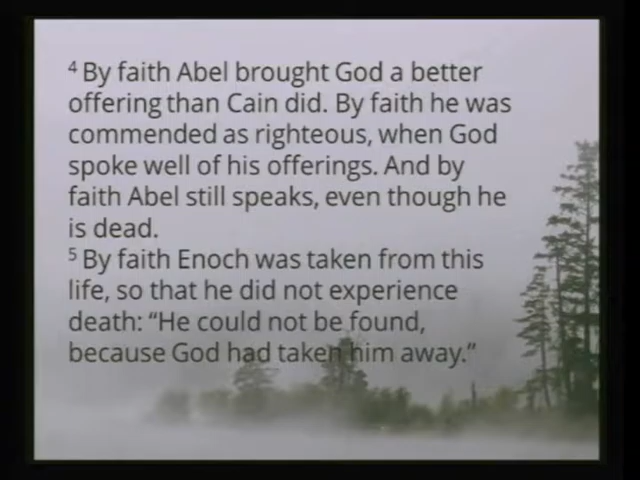 4 By faith Abel brought God a better
offering than Cain did. By faith he was
commended as righteous, when God
spoke well of his offerings. And by
faith Abel still speaks, even though he
is dead.
5 By faith Enoch was taken from this
life, so that he did not experience
death: “He could not be found,
because God had taken him away.”